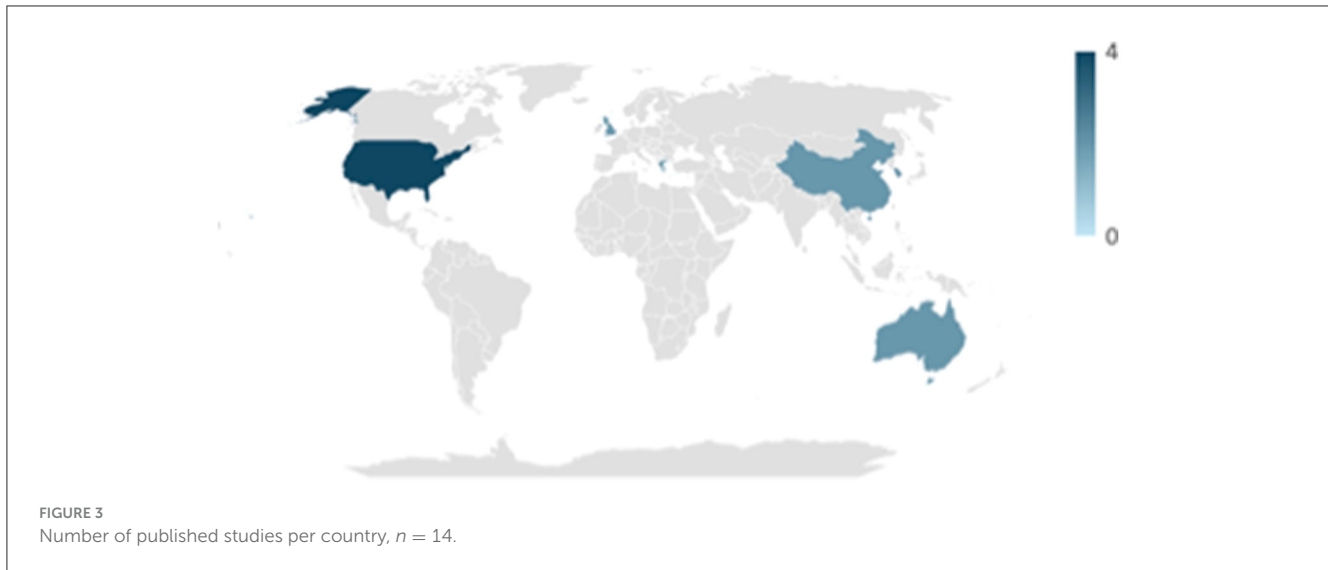 4
0
FIGURE 3
Number of published studies per country, n = 14.